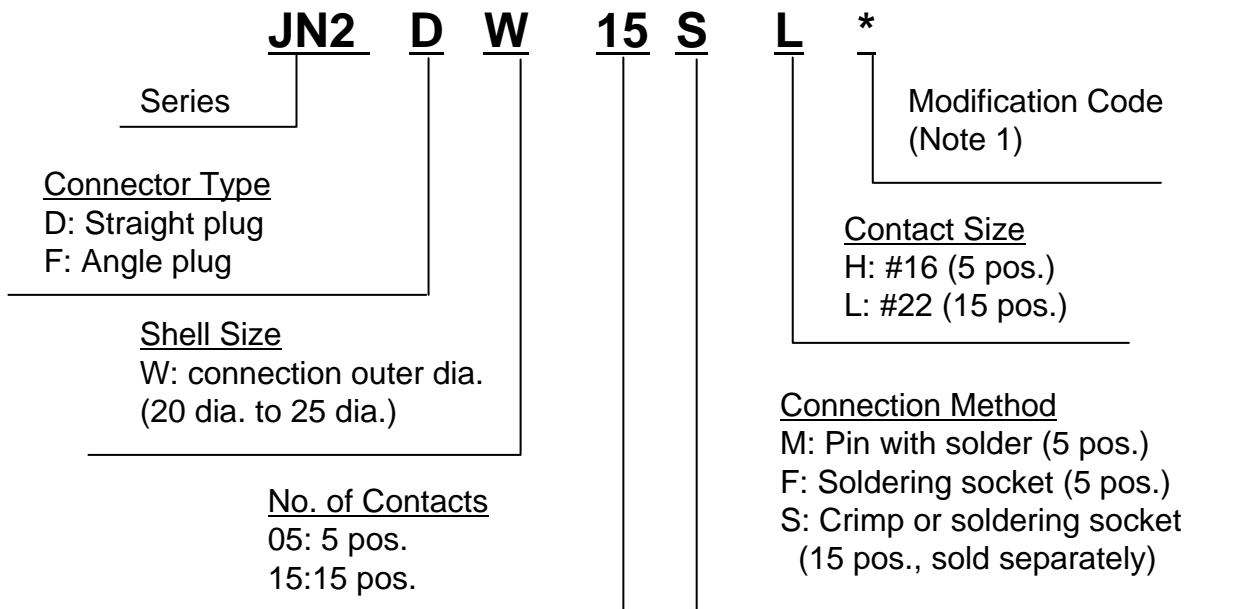 JN2 D W 15 S L *
Series
Modification Code
(Note 1)
Connector Type
D: Straight plug
F: Angle plug
Contact Size
H: #16 (5 pos.)
L: #22 (15 pos.)
Shell Size
W: connection outer dia.
(20 dia. to 25 dia.)
Connection Method
M: Pin with solder (5 pos.)
F: Soldering socket (5 pos.)
S: Crimp or soldering socket
(15 pos., sold separately)
No. of Contacts
05: 5 pos.
15:15 pos.